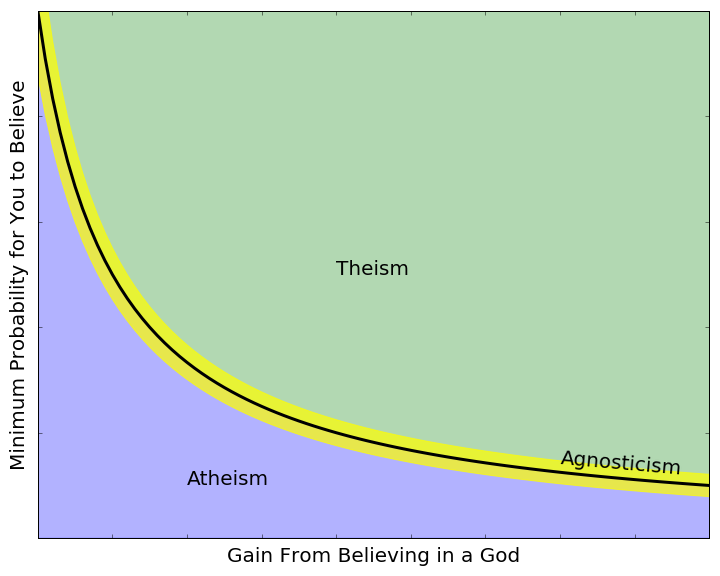 Minimum Probability for You to Believe
Theism
Agnosticism
Atheism
Gain From Believing in a God